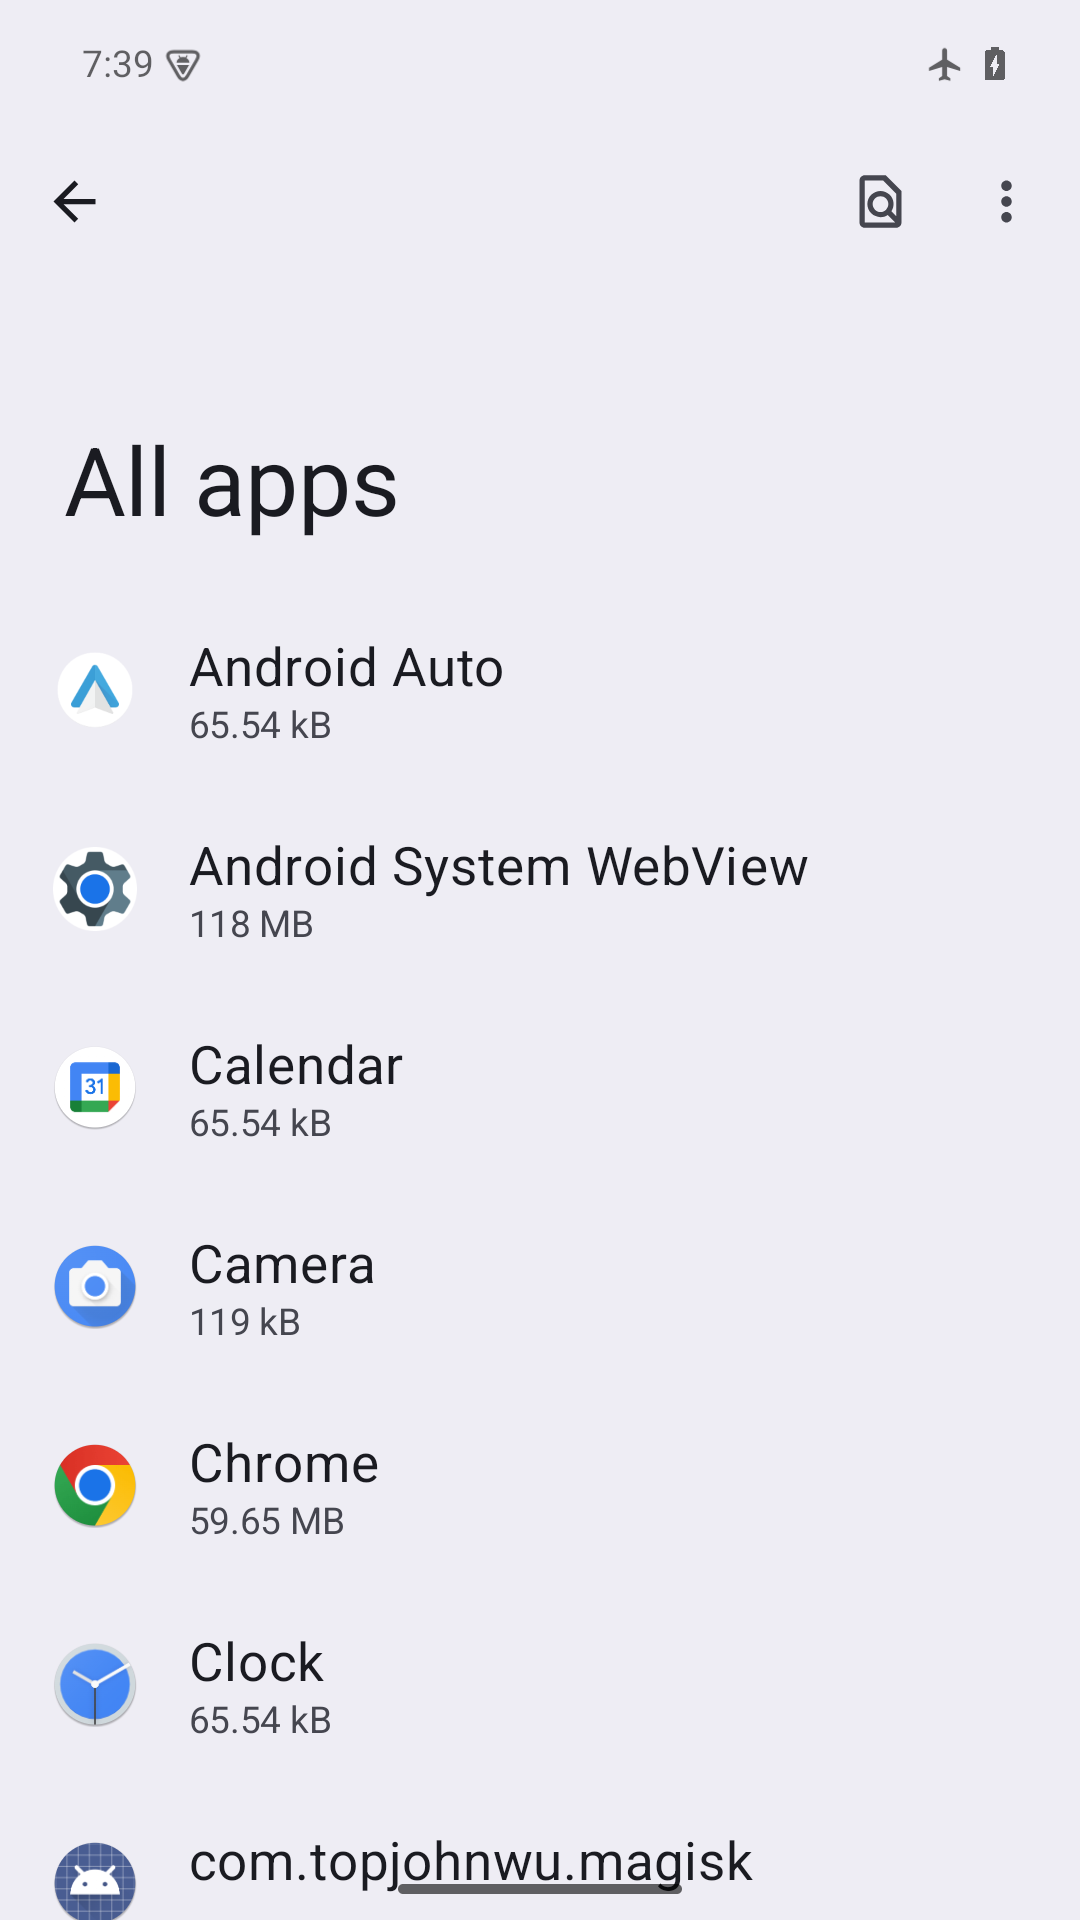 7:39
All apps
Android Auto
65.54 kB
Android System WebView
118 MB
31
Calendar
65.54 kB
Camera
119 kB
Chrome
59.65 MB
Clock
65.54 kB
com.topjohnwu.magisk